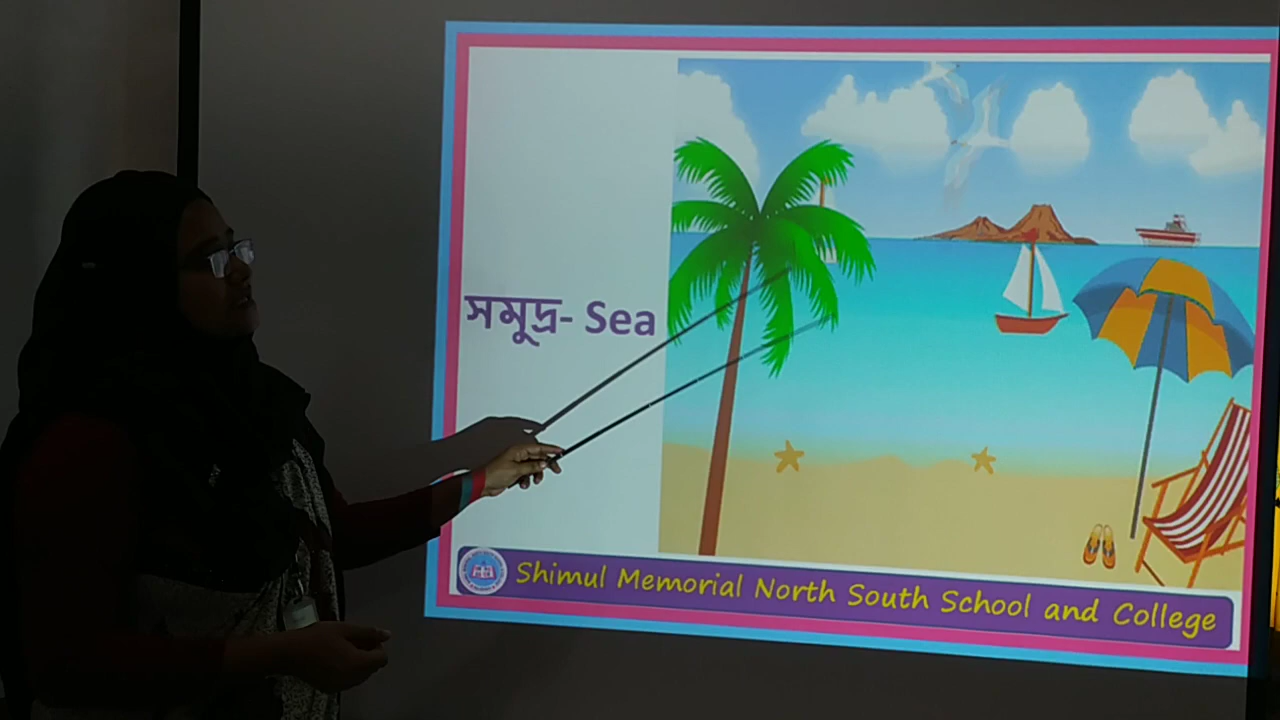 সমুদ্র- Sea
Shimul Memorial North South School and College